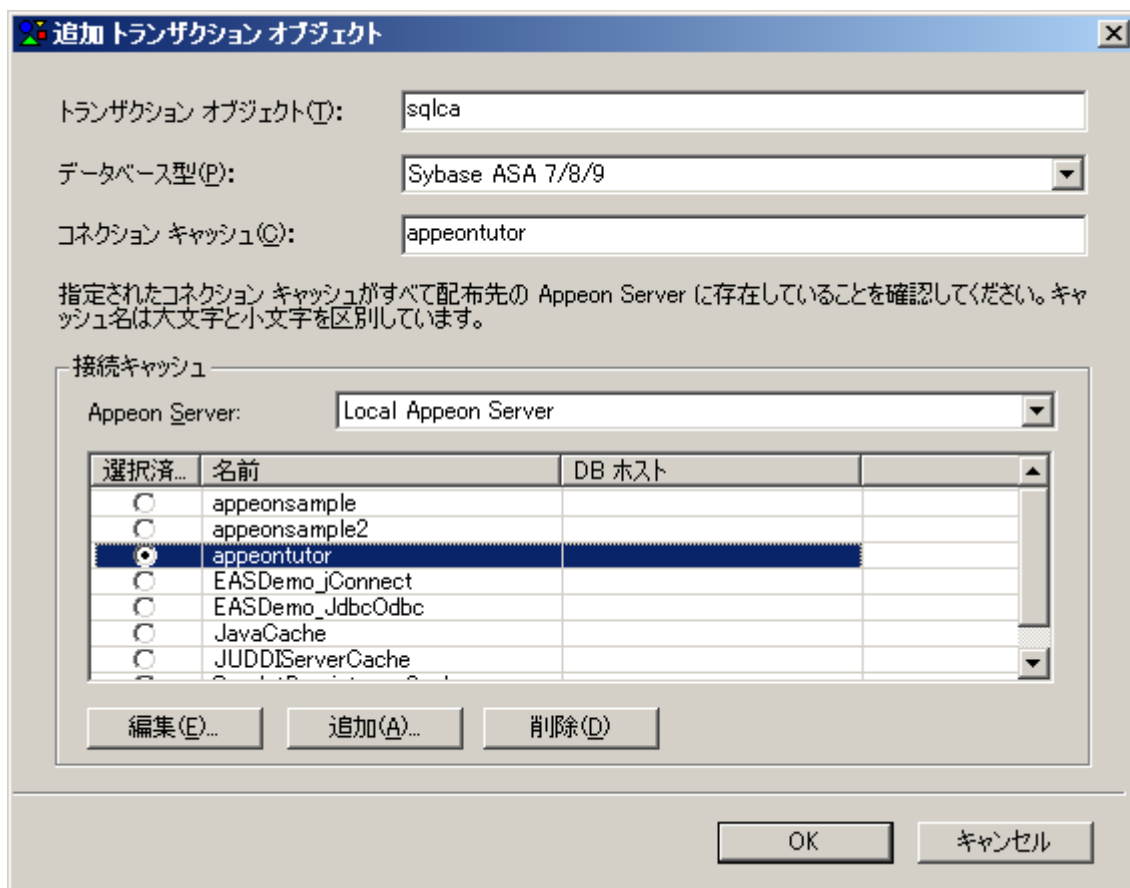 追加 トランザクション オブジェクト
トランザクション オブジェクト(T): sqlca
データベース型(P): Sybase ASA 7/8/9
コネクション キャッシュ(C): appeontutor
指定されたコネクション キャッシュがすべて配布先の Appeon Server に存在していることを確認してください。キャ
ッシュ名は大文字と小文字を区別しています。
接続キャッシュ
Appeon Server: Local Appeon Server
選択済... 名前 DB ホスト
appeonsample
appeonsample2
appeontutor
EASDemo_jConnect
EASDemo_JdbcOdbc
JavaCache
JUDDIServerCache
編集(E)... 追加(A)... 削除(D)
OK キャンセル